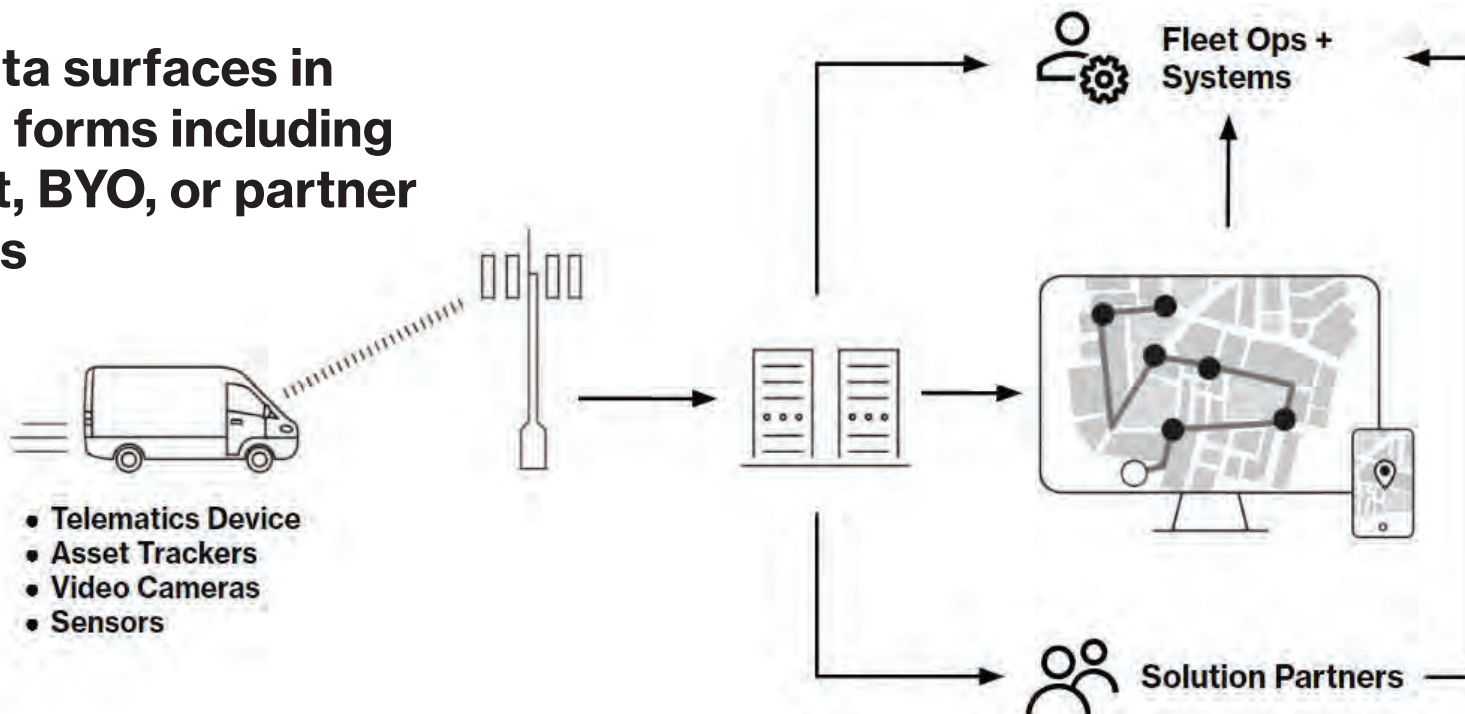 ta surfaces in
forms including
t, BYO, or partner
s
Fleet Ops +
Systems
• Telematics Device
• Asset Trackers
• Video Cameras
• Sensors
Solution Partners